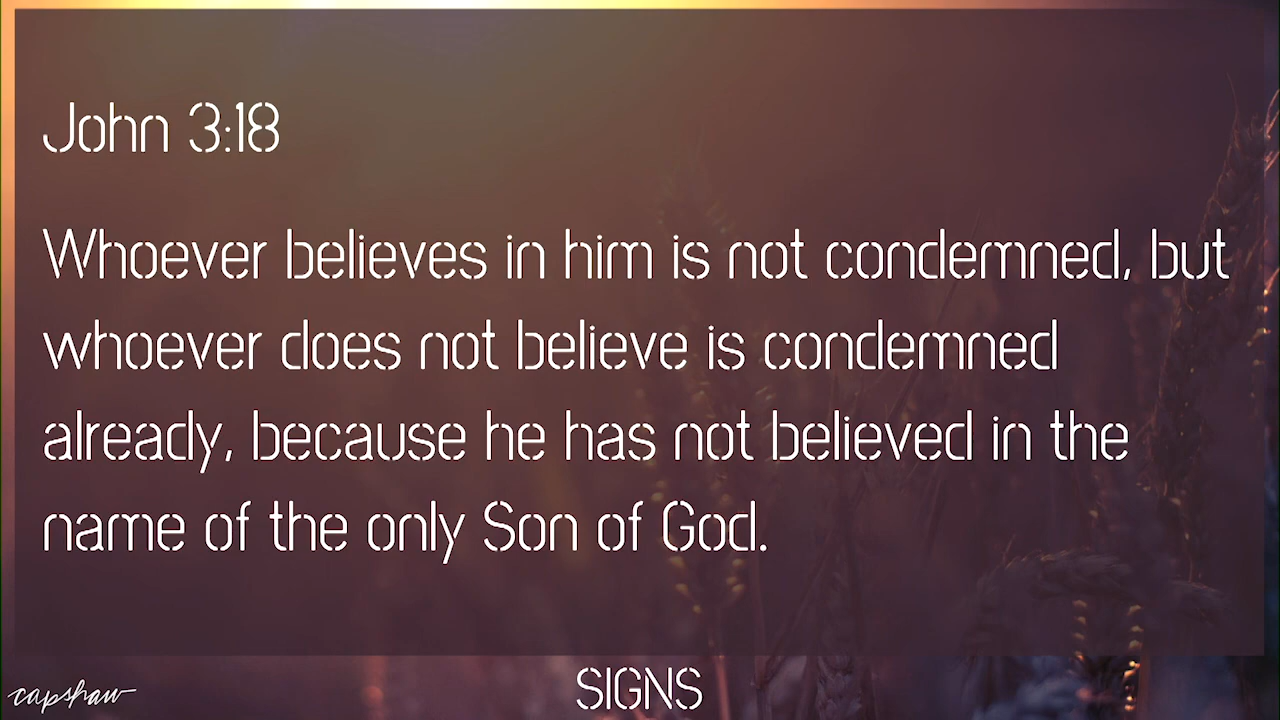 John 3:18
Whoever believes in him is not condemned, but
whoever does not believe is condemned
already, because he has not believed in the
name of the only Son of God.
SIGNS
capshaw